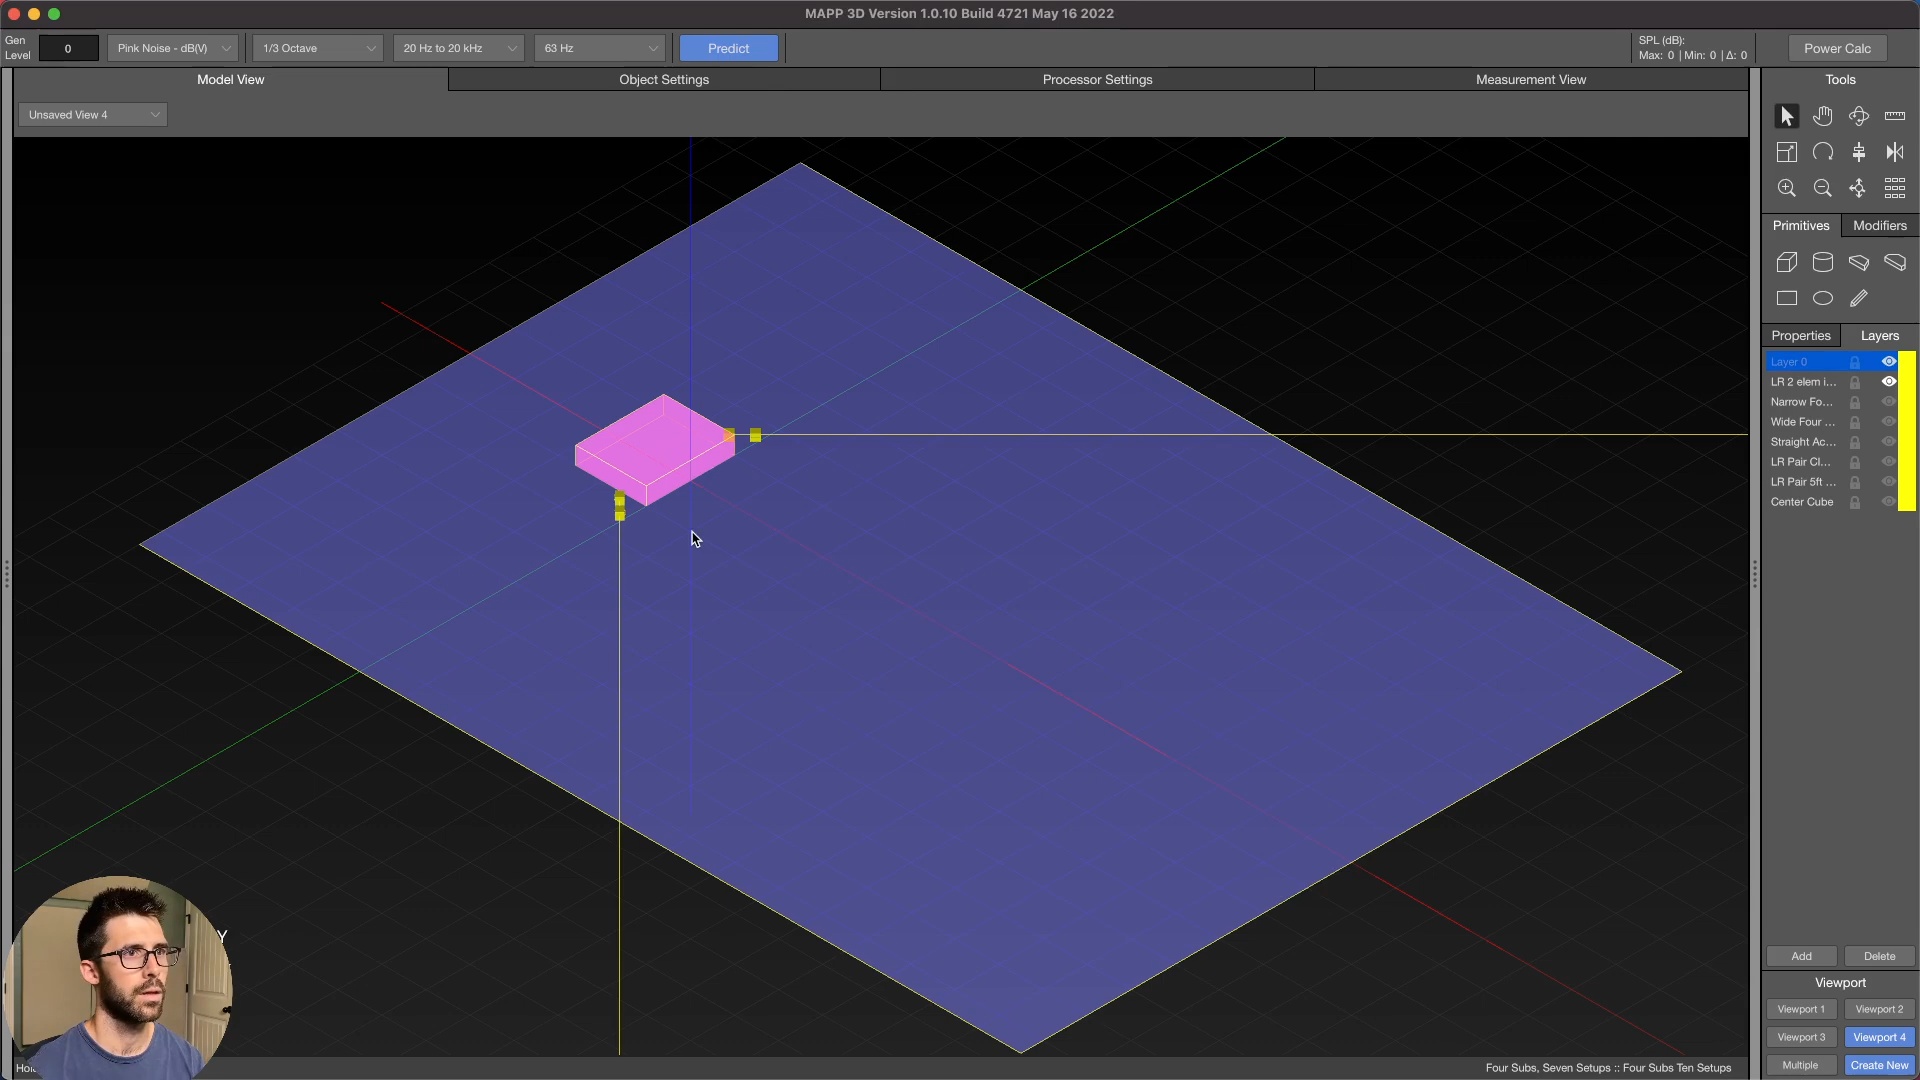 MAPP 3D Version 1.0.10 Build 4721 May 16 2022
Gen Level
0
Pink Noise - dB(V)
1/3 Octave
20 Hz to 20 kHz
63 Hz
Predict
SPL (dB):
Max: 0 | Min: 0 | Δ: 0
Power Calc
Model View
Object Settings
Processor Settings
Measurement View
Tools
Unsaved View 4
Primitives
Modifiers
Properties
Layers
Layer 0
LR 2 elem i...
Narrow Fo...
Wide Four ...
Straight Ac...
LR Pair Cl...
LR Pair 5ft ...
Center Cube
Y
Add
Delete
Viewport
Viewport 1
Viewport 2
Viewport 3
Viewport 4
Multiple
Create New
Four Subs, Seven Setups :: Four Subs Ten Setups